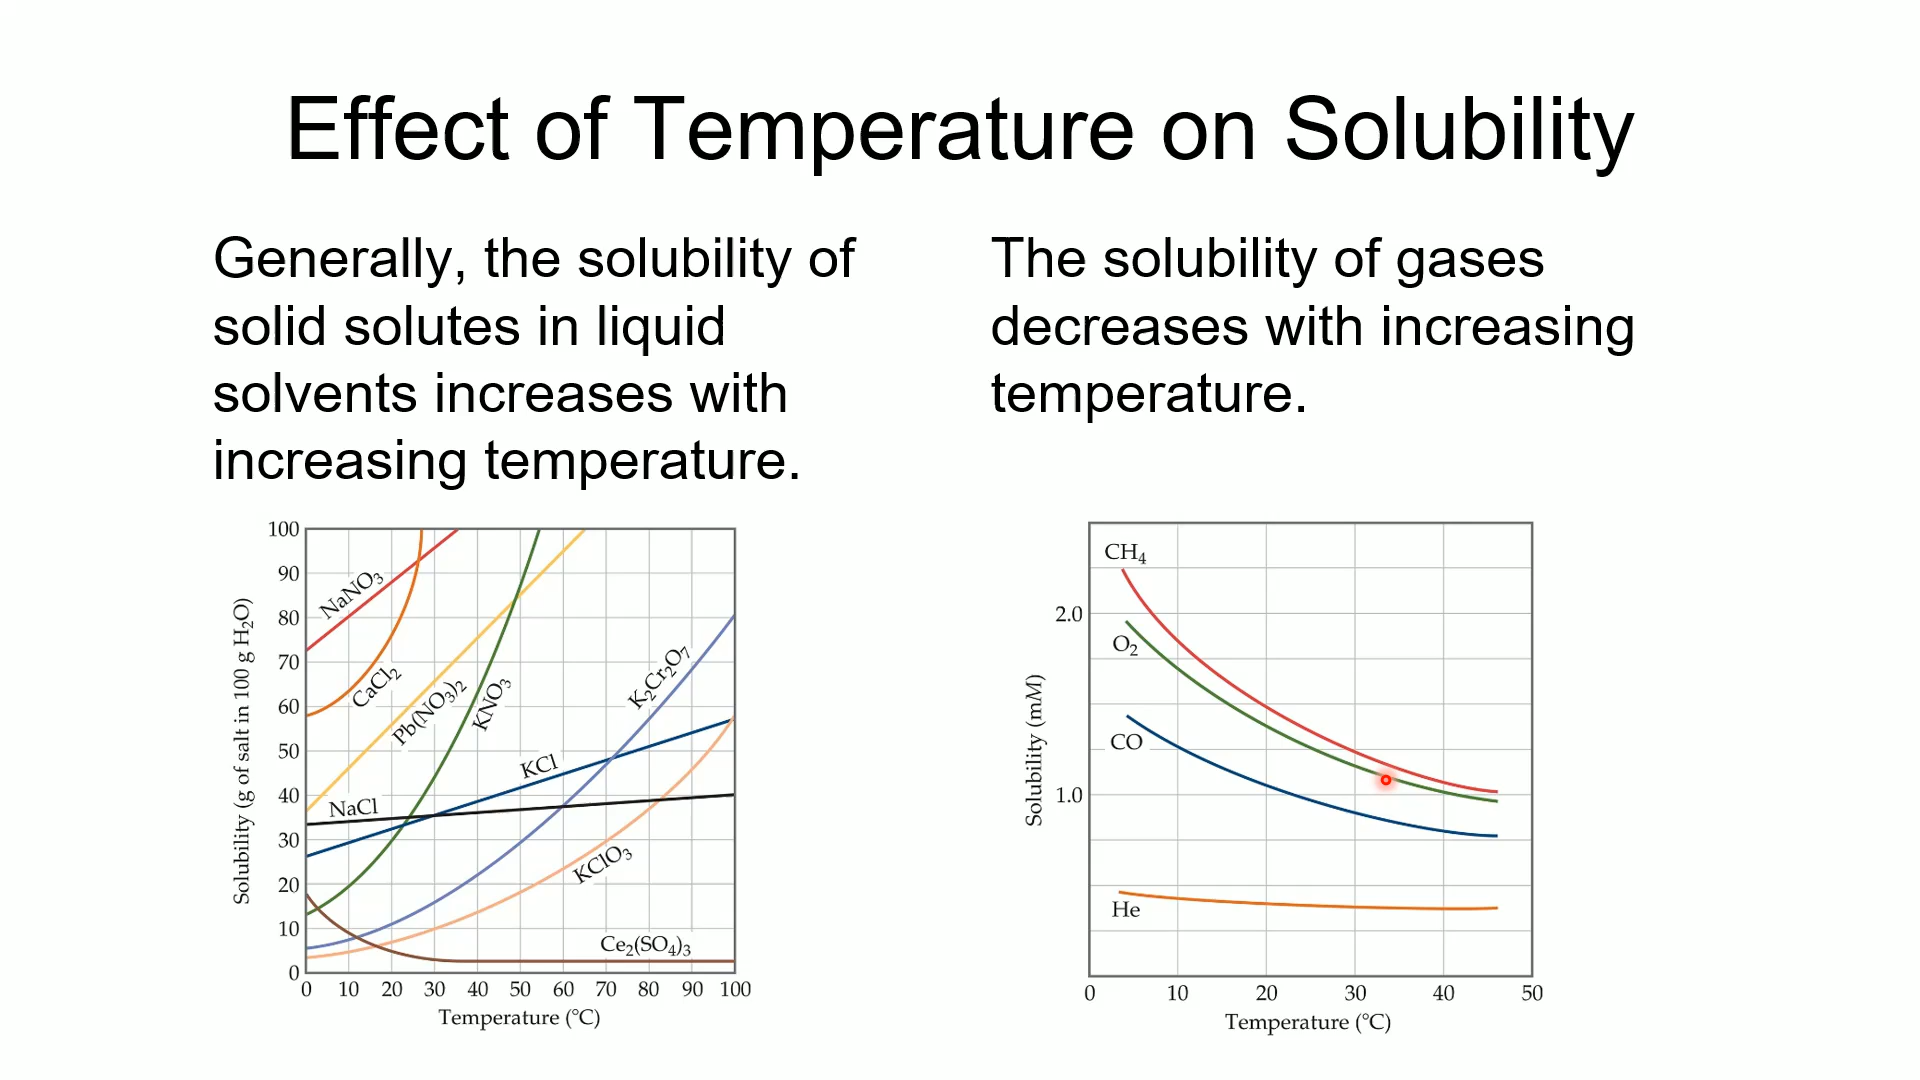 Effect of Temperature on Solubility
Generally, the solubility of
solid solutes in liquid
solvents increases with
increasing temperature.
The solubility of gases
decreases with increasing
temperature.
Solubility (g of salt in 100 g H₂O)
100
90
80
70
60
50
40
30
20
10
0
NaNO₃
CaCl₂
Pb(NO₃)₂
KNO₃
K₂Cr₂O₇
KCl
NaCl
KClO₃
Ce₂(SO₄)₃
0 10 20 30 40 50 60 70 80 90 100
Temperature (°C)
Solubility (mM)
2.0
1.0
CH₄
O₂
CO
He
0 10 20 30 40 50
Temperature (°C)